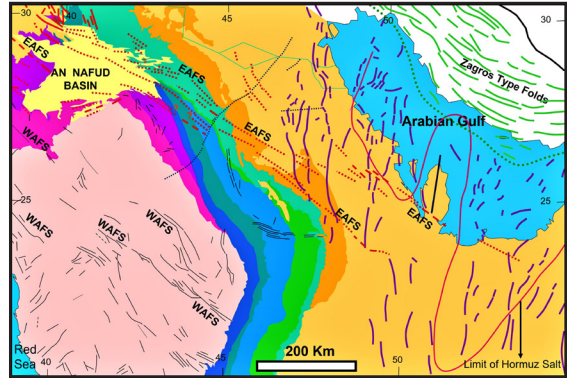 30
40
45
50
30
EAFS
AN NAFUD
BASIN
EAFS
Zagros Type Folds
WAFS
EAFS
Arabian Gulf
25
25
WAFS
WAFS
WAFS
EAFS
EAFS
WAFS
Red
Sea
40
45
200 Km
50
Limit of Hormuz Salt